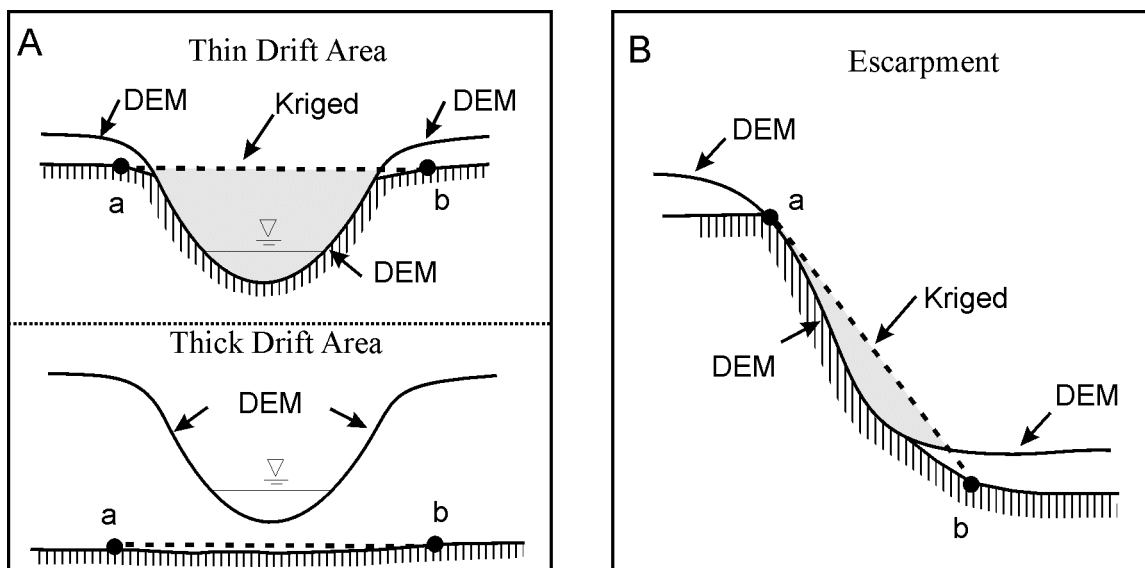 A
Thin Drift Area
DEM
Kriged
DEM
a
b
DEM
Thick Drift Area
DEM
a
b
B
Escarpment
DEM
a
Kriged
DEM
DEM
b